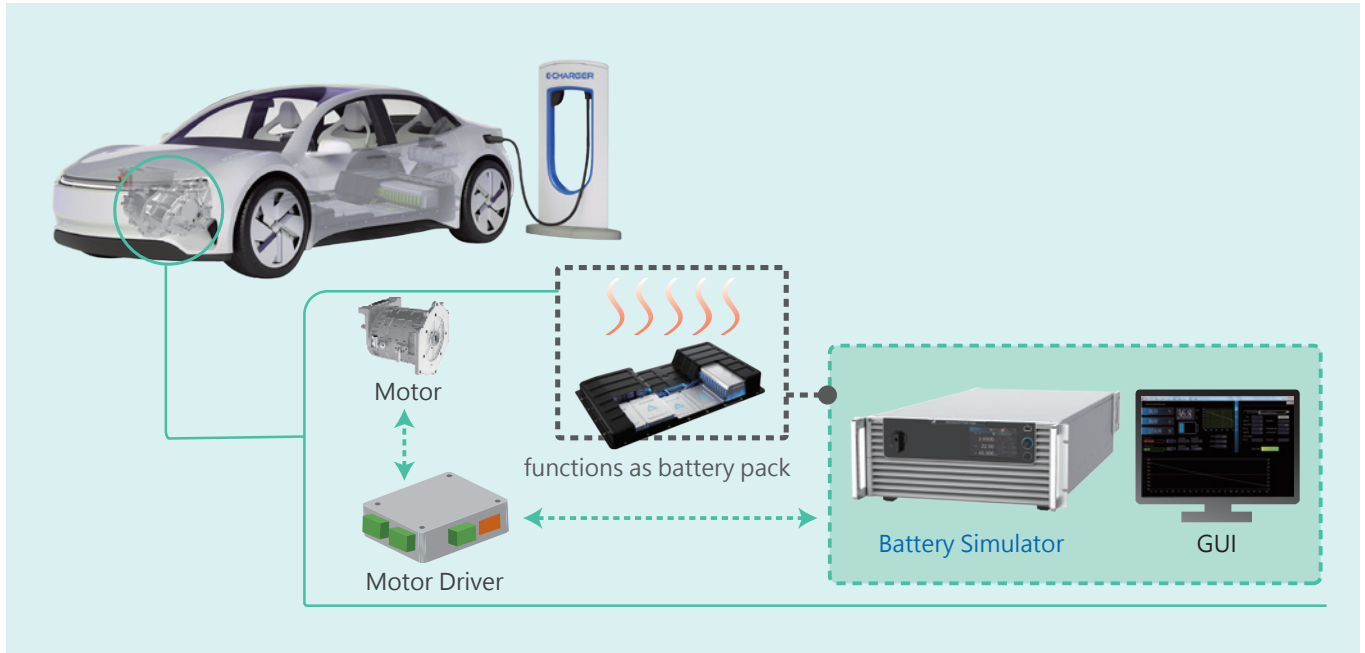 e-CHARGER
Motor
functions as battery pack
Motor Driver
Battery Simulator
GUI